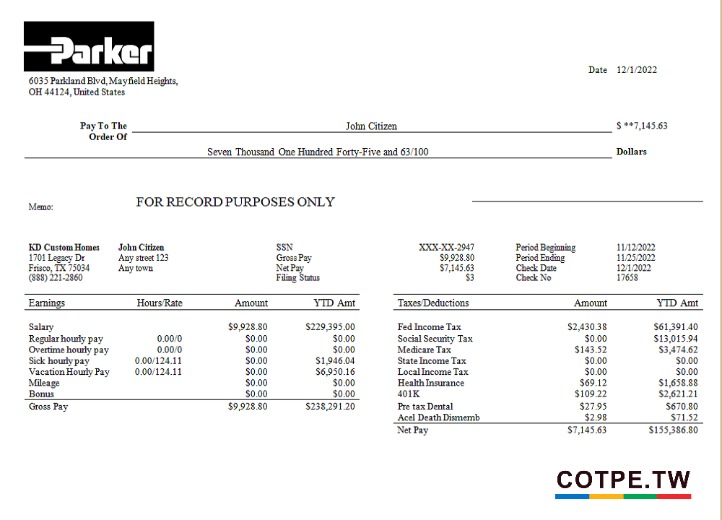 Parker
6035 Parkland Blvd, Mayfield Heights,
OH 44124, United States
Date 12/1/2022
Pay To The
Order Of
John Citizen
$ **7,145.63
Seven Thousand One Hundred Forty-Five and 63/100
Dollars
Memo:
FOR RECORD PURPOSES ONLY
KD Custom Homes John Citizen SSN XXX-XX-2947 Period Beginning 11/12/2022
1701 Legacy Dr Any street 123 Gross Pay $9,928.80 Period Ending 11/25/2022
Frisco, TX 75034 Any town Net Pay $7,145.63 Check Date 12/1/2022
(888) 221-2860 Filing Status $3 Check No 17658
Earnings Hours/Rate Amount YTD Amt Taxes/Deductions Amount YTD Amt
Salary $9,928.80 $229,395.00 Fed Income Tax $2,430.38 $61,391.40
Regular hourly pay 0.00/0 $0.00 $0.00 Social Security Tax $0.00 $13,015.94
Overtime hourly pay 0.00/0 $0.00 $0.00 Medicare Tax $143.52 $3,474.62
Sick hourly pay 0.00/124.11 $0.00 $1,946.04 State Income Tax $0.00 $0.00
Vacation Hourly Pay 0.00/124.11 $0.00 $6,950.16 Local Income Tax $0.00 $0.00
Mileage $0.00 $0.00 Health Insurance $69.12 $1,658.88
Bonus $0.00 $0.00 401K $109.22 $2,621.21
Gross Pay $9,928.80 $238,291.20 Pre tax Dental $27.95 $670.80
Acel Death Dismemb $2.98 $71.52
Net Pay $7,145.63 $155,386.80
COTPE.TW